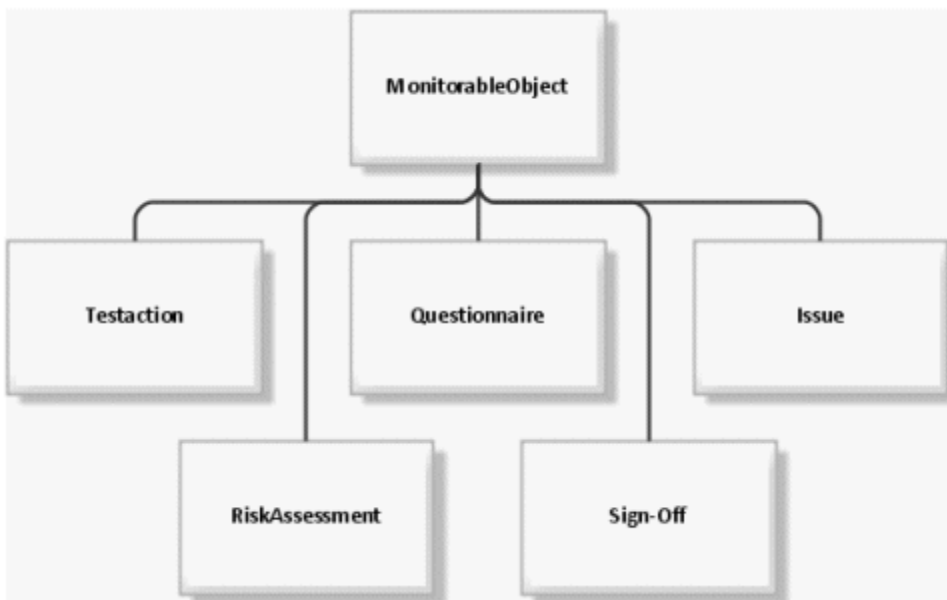 MonitorableObject
Testaction
Questionnaire
Issue
RiskAssessment
Sign-Off